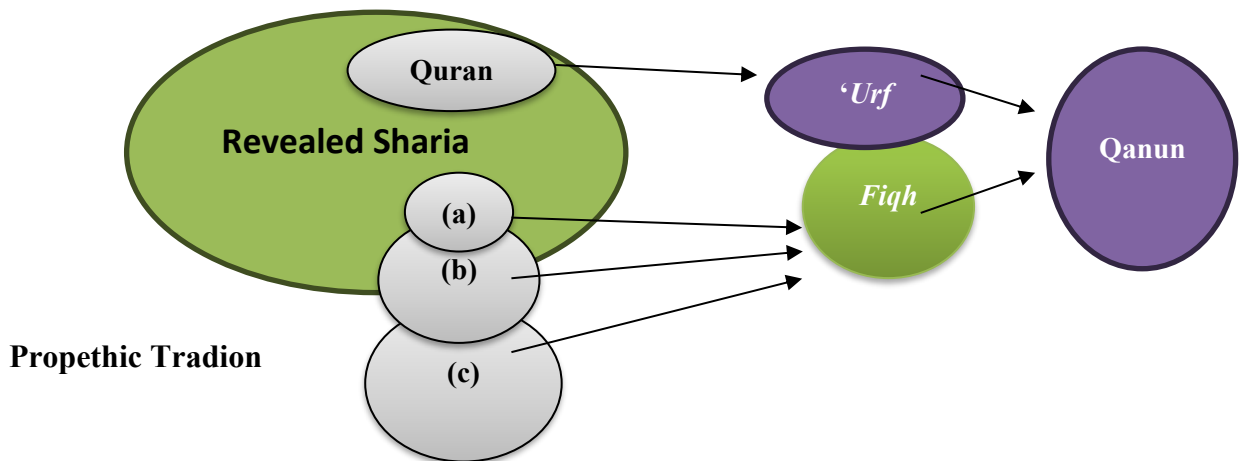 Quran
‘Urf
Revealed Sharia
Qanun
(a)
Fiqh
(b)
Propethic Tradion
(c)